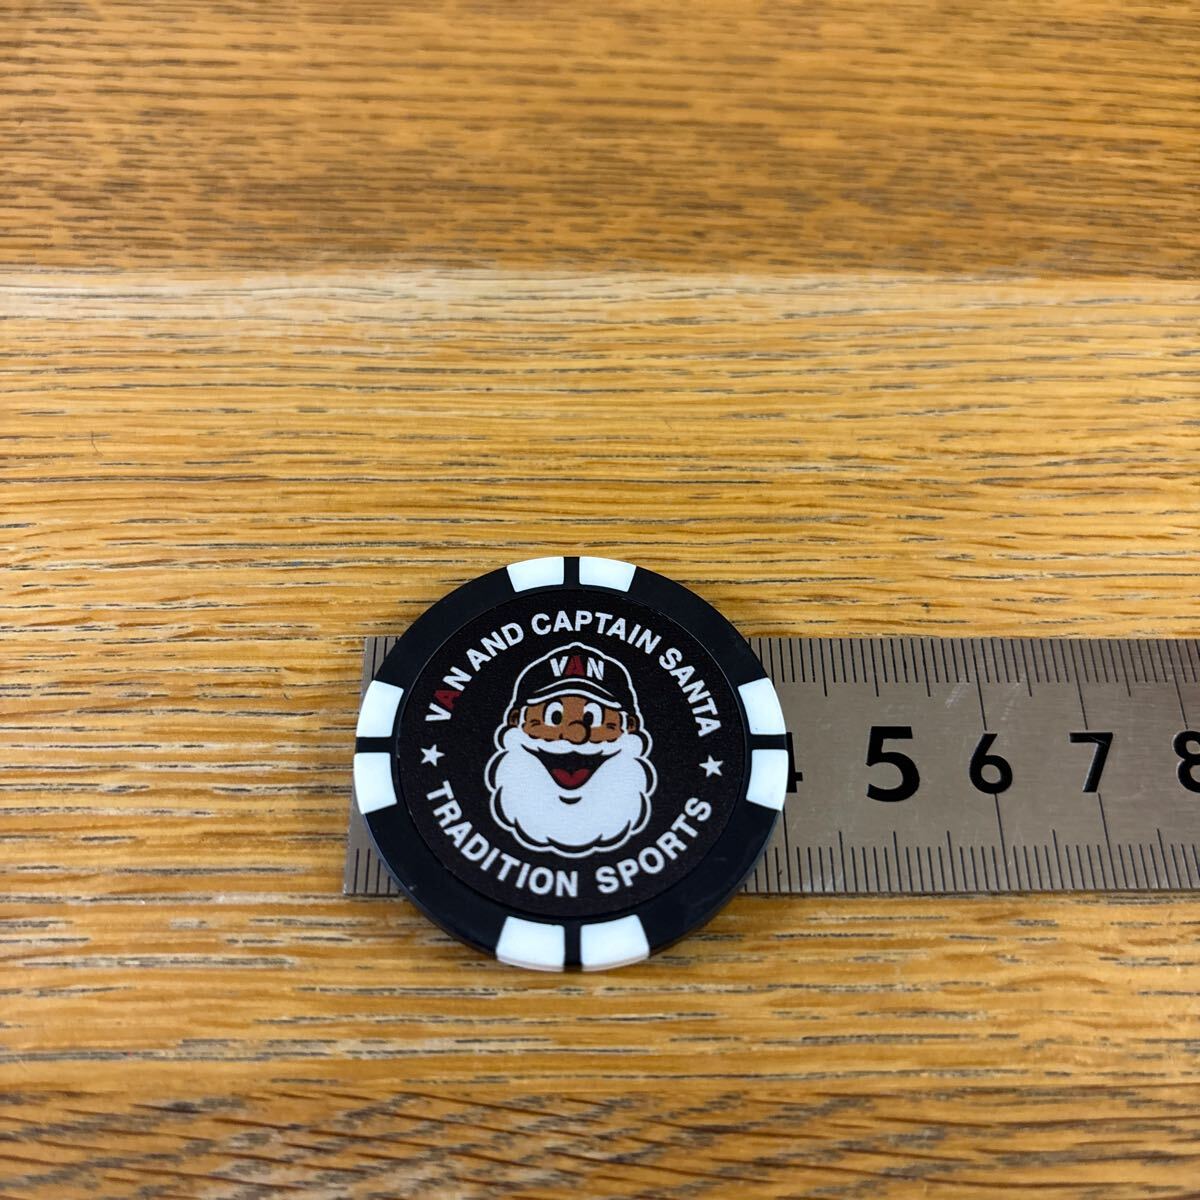 VAN AND CAPTAIN SANTA
VAN
★ TRADITION SPORTS ★
4 5 6 7 8